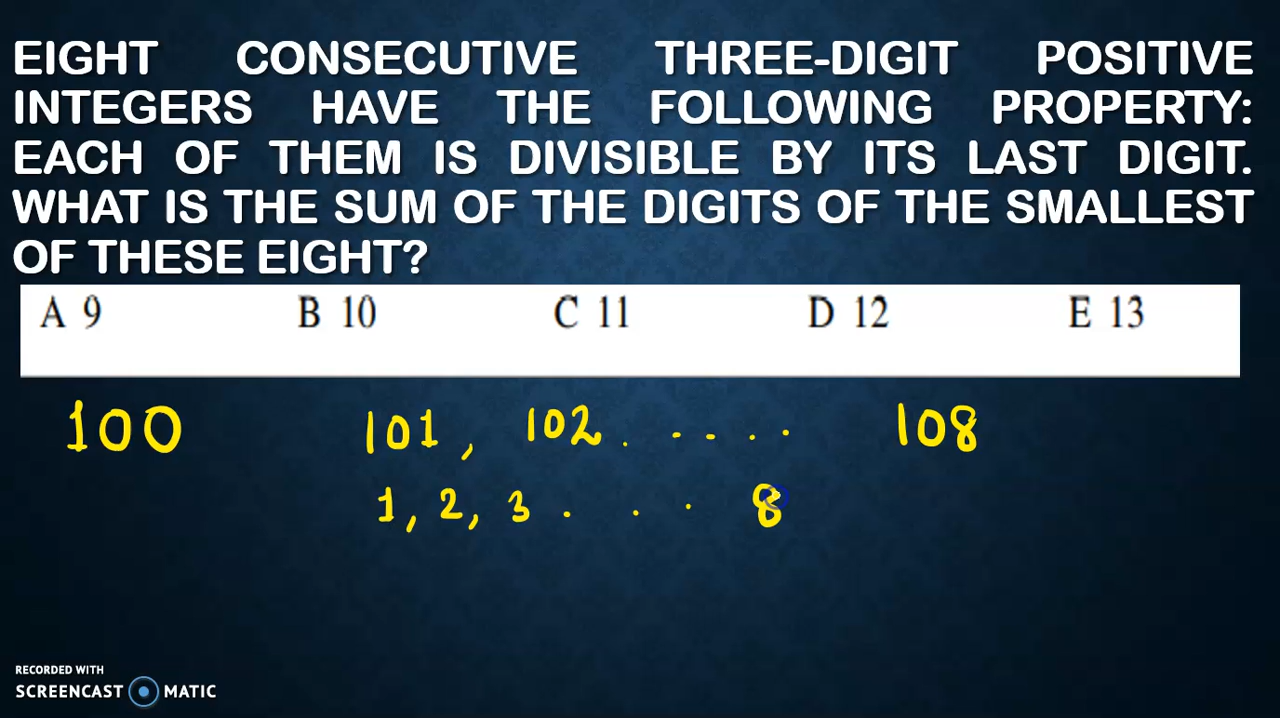 EIGHT CONSECUTIVE THREE-DIGIT POSITIVE
INTEGERS HAVE THE FOLLOWING PROPERTY:
EACH OF THEM IS DIVISIBLE BY ITS LAST DIGIT.
WHAT IS THE SUM OF THE DIGITS OF THE SMALLEST
OF THESE EIGHT?
A 9 B 10 C 11 D 12 E 13
100 101, 102 . . . . . 108
1, 2, 3 . . . 8
RECORDED WITH
SCREENCAST MATIC